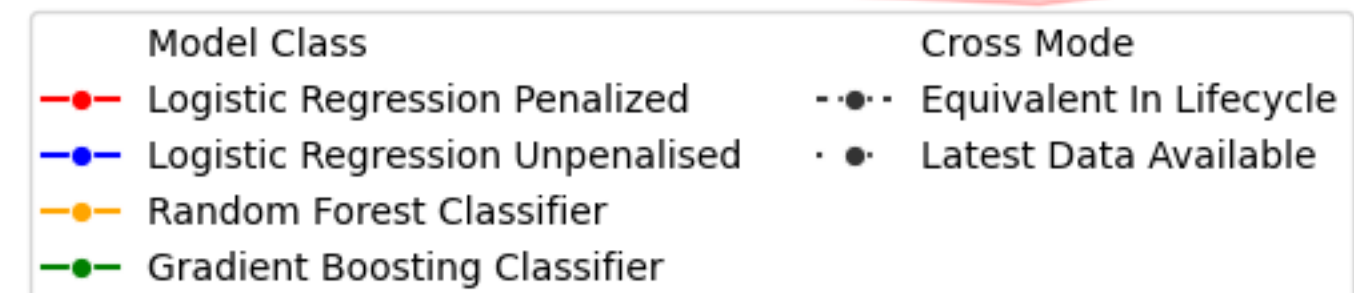 Model Class
Logistic Regression Penalized
Logistic Regression Unpenalised
Random Forest Classifier
Gradient Boosting Classifier
Cross Mode
Equivalent In Lifecycle
Latest Data Available